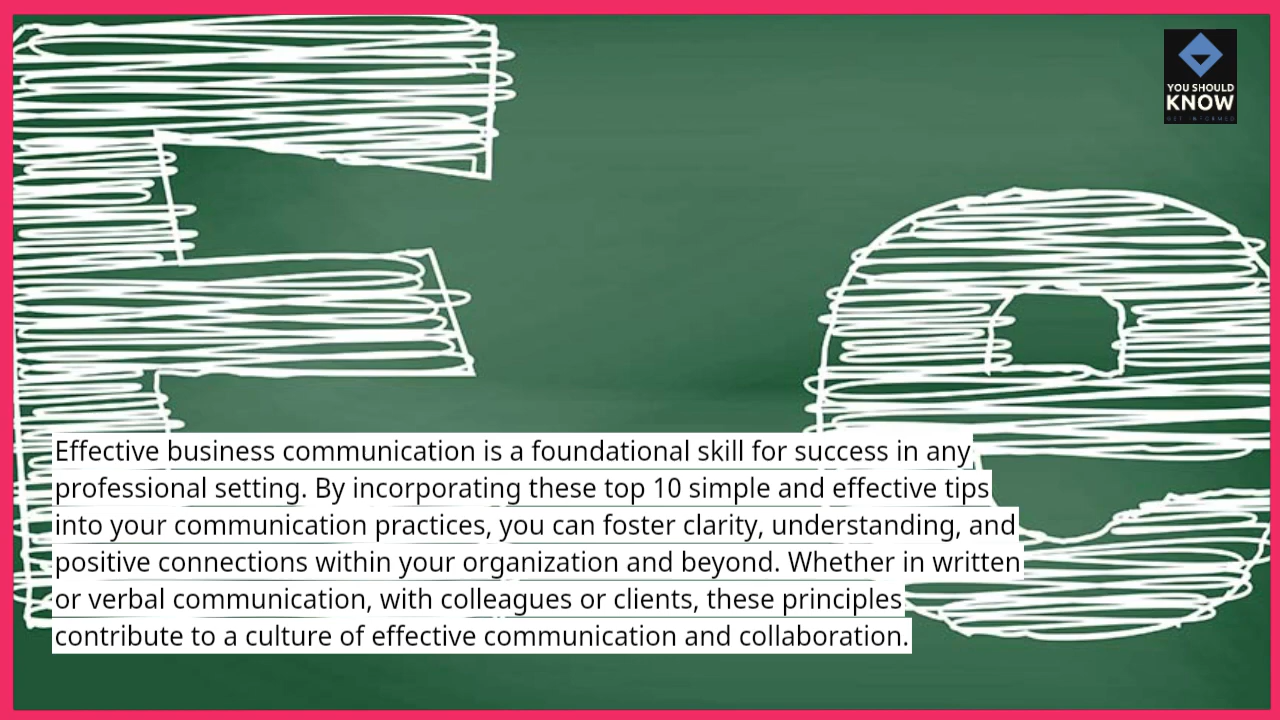 YOU SHOULD
KNOW
GET INFORMED
Effective business communication is a foundational skill for success in any
professional setting. By incorporating these top 10 simple and effective tips
into your communication practices, you can foster clarity, understanding, and
positive connections within your organization and beyond. Whether in written
or verbal communication, with colleagues or clients, these principles
contribute to a culture of effective communication and collaboration.
F e